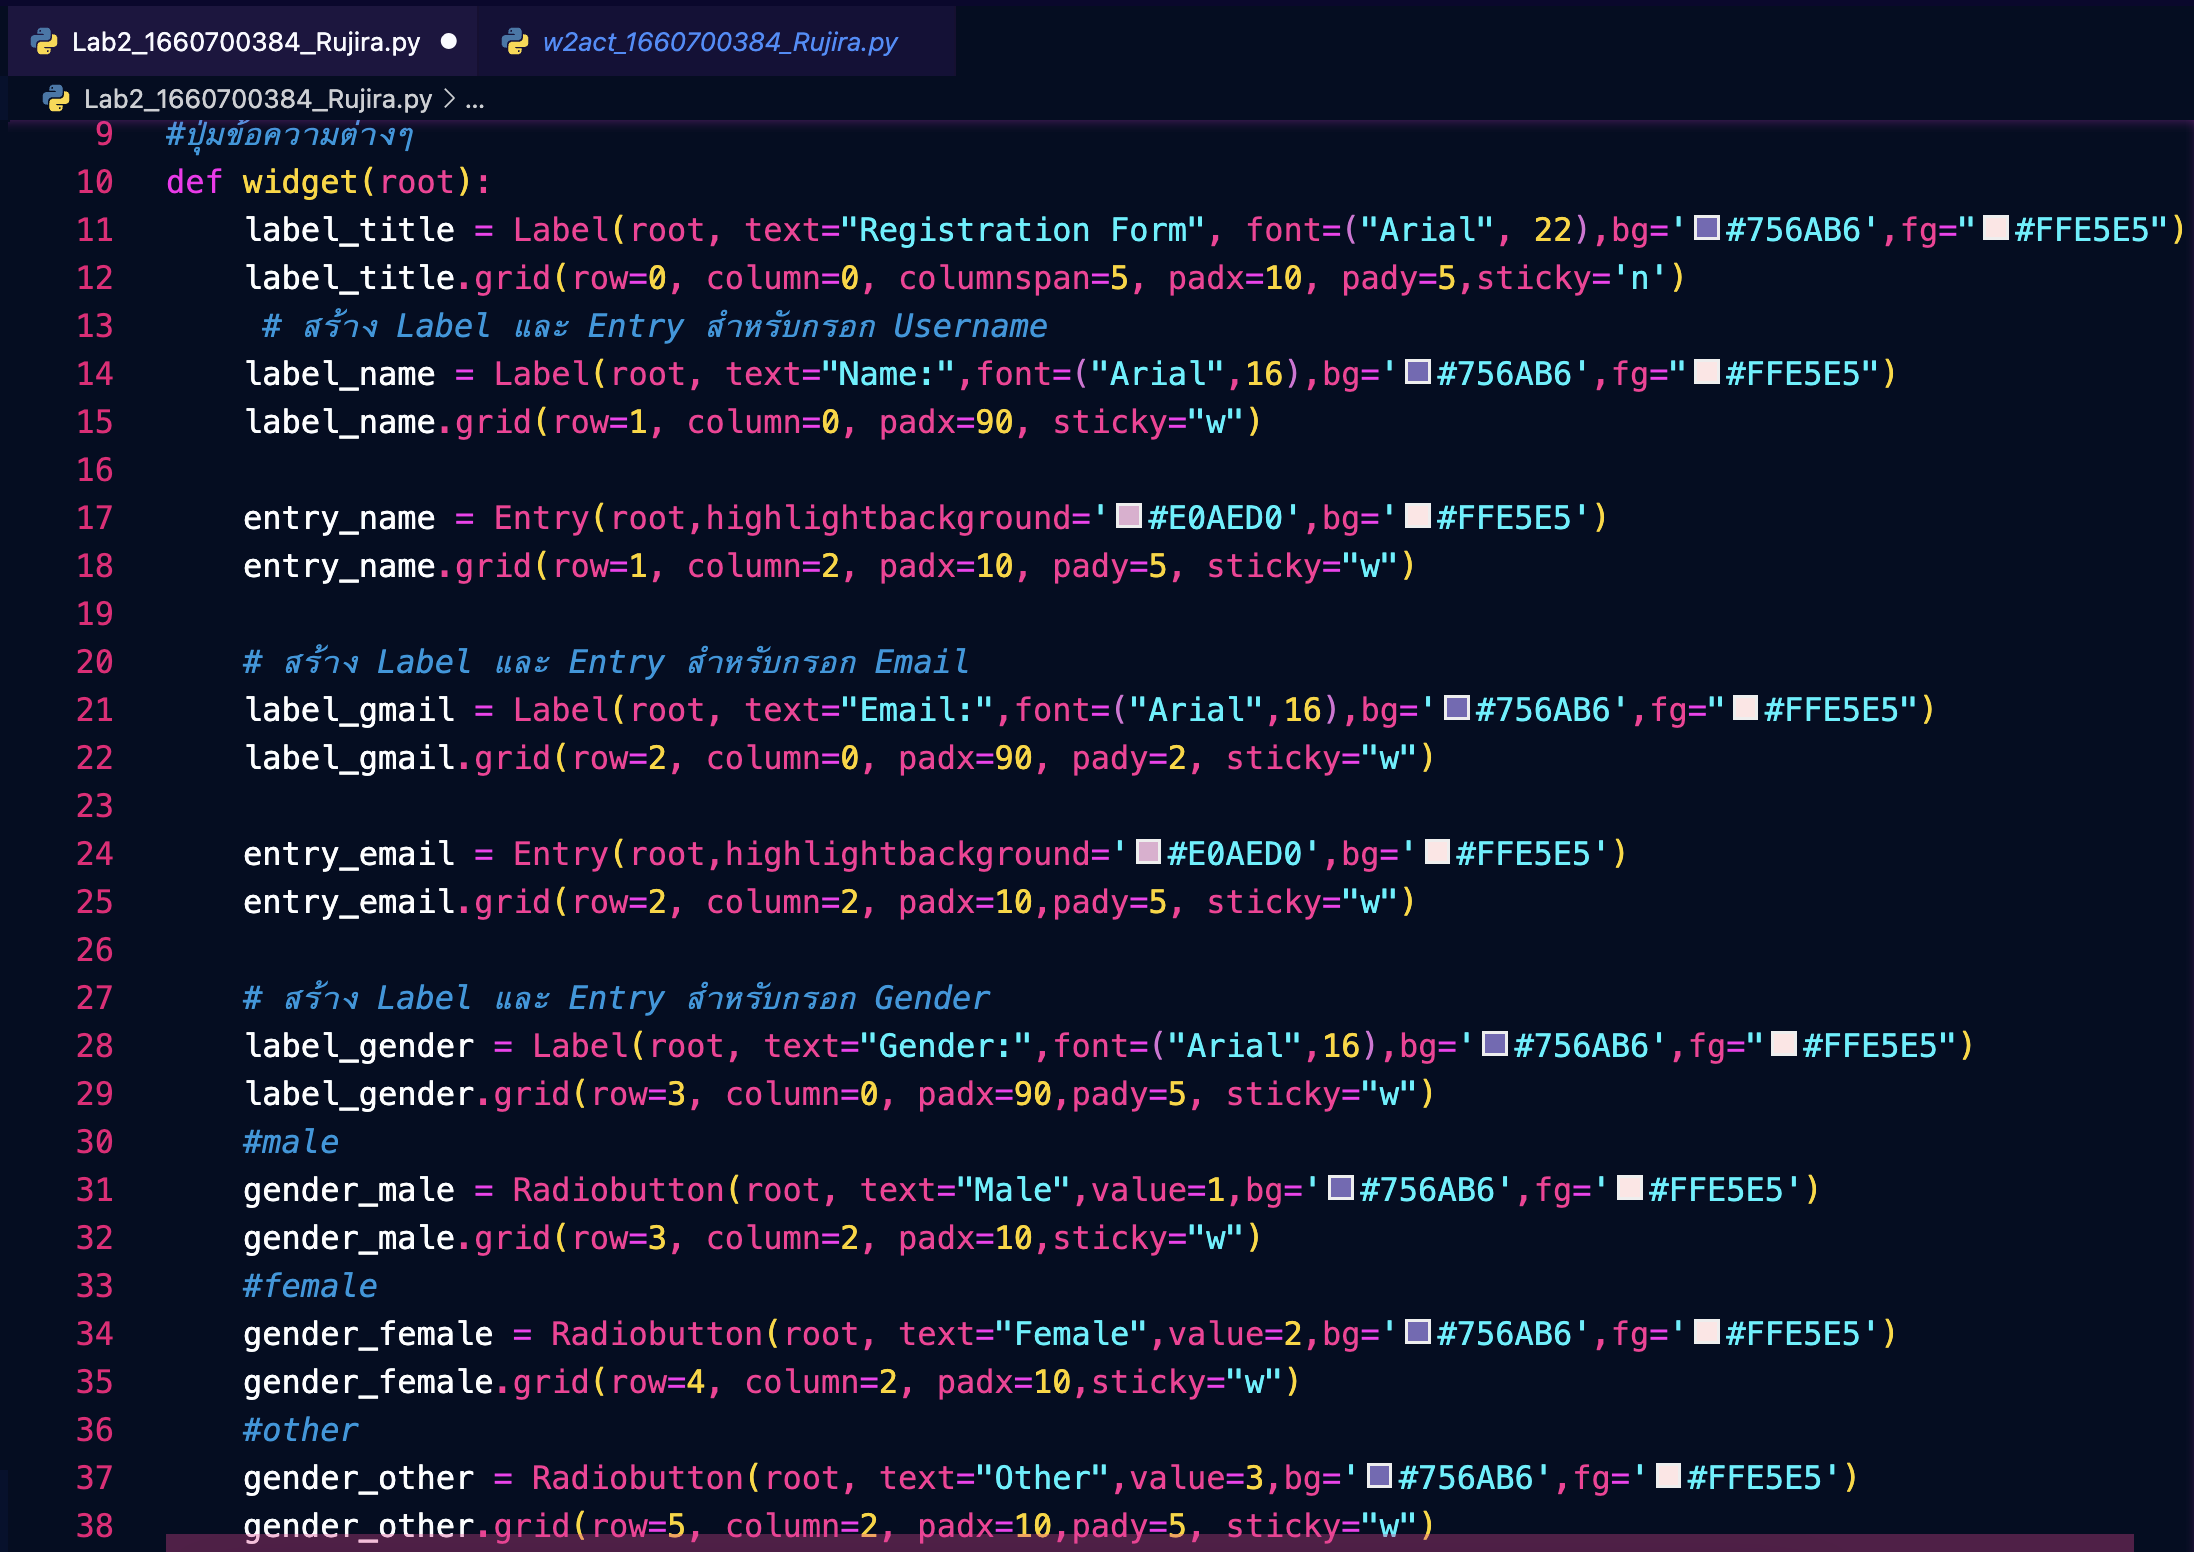 Lab2_1660700384_Rujira.py
w2act_1660700384_Rujira.py
Lab2_1660700384_Rujira.py > ...
9 #ปุ่มข้อความต่างๆ
10 def widget(root):
11     label_title = Label(root, text="Registration Form", font=("Arial", 22),bg='#756AB6',fg="#FFE5E5")
12     label_title.grid(row=0, column=0, columnspan=5, padx=10, pady=5,sticky='n')
13      # สร้าง Label และ Entry สำหรับกรอก Username
14     label_name = Label(root, text="Name:",font=("Arial",16),bg='#756AB6',fg="#FFE5E5")
15     label_name.grid(row=1, column=0, padx=90, sticky="w")
16
17     entry_name = Entry(root,highlightbackground='#E0AED0',bg='#FFE5E5')
18     entry_name.grid(row=1, column=2, padx=10, pady=5, sticky="w")
19
20     # สร้าง Label และ Entry สำหรับกรอก Email
21     label_gmail = Label(root, text="Email:",font=("Arial",16),bg='#756AB6',fg="#FFE5E5")
22     label_gmail.grid(row=2, column=0, padx=90, pady=2, sticky="w")
23
24     entry_email = Entry(root,highlightbackground='#E0AED0',bg='#FFE5E5')
25     entry_email.grid(row=2, column=2, padx=10,pady=5, sticky="w")
26
27     # สร้าง Label และ Entry สำหรับกรอก Gender
28     label_gender = Label(root, text="Gender:",font=("Arial",16),bg='#756AB6',fg="#FFE5E5")
29     label_gender.grid(row=3, column=0, padx=90,pady=5, sticky="w")
30     #male
31     gender_male = Radiobutton(root, text="Male",value=1,bg='#756AB6',fg='#FFE5E5')
32     gender_male.grid(row=3, column=2, padx=10,sticky="w")
33     #female
34     gender_female = Radiobutton(root, text="Female",value=2,bg='#756AB6',fg='#FFE5E5')
35     gender_female.grid(row=4, column=2, padx=10,sticky="w")
36     #other
37     gender_other = Radiobutton(root, text="Other",value=3,bg='#756AB6',fg='#FFE5E5')
38     gender_other.grid(row=5, column=2, padx=10,pady=5, sticky="w")